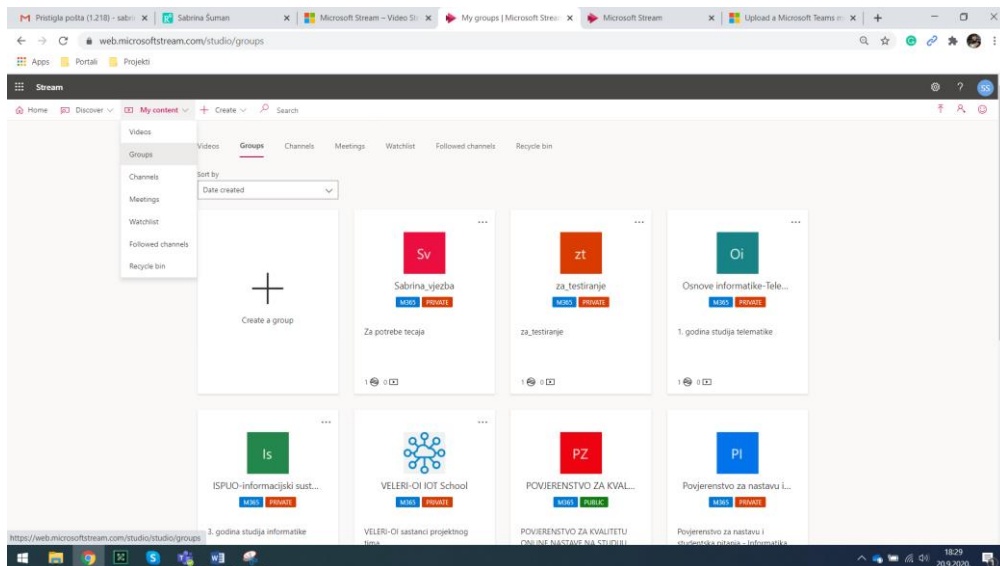 Pristigla pošta (1.218) - sabri
Sabrina Šuman
Microsoft Stream – Video St
My groups | Microsoft Strea
Microsoft Stream
Upload a Microsoft Teams m
web.microsoftstream.com/studio/groups
Apps Portali Projekti
Stream
? SS
Home Discover My content + Create Search
Videos
Groups
Channels
Meetings
Watchlist
Followed channels
Recycle bin
Videos Groups Channels Meetings Watchlist Followed channels Recycle bin
Sort by
Date created
Create a group
Sv
Sabrina_vjezba
M365 PRIVATE
Za potrebe tecaja
1 0
zt
za_testiranje
M365 PRIVATE
za_testiranje
1 0
Oi
Osnove informatike-Tele...
M365 PRIVATE
1. godina studija telematike
1 0
Is
ISPUO-informacijski sust...
M365 PRIVATE
3. godina studija informatike
VELERI-OI IOT School
M365 PRIVATE
VELERI-OI sastanci projektnog
tima
PZ
POVJERENSTVO ZA KVAL...
M365 PUBLIC
POVJERENSTVO ZA KVALITETU
ONLINE NASTAVE NA STUDIJU
PI
Povjerenstvo za nastavu i...
M365 PRIVATE
Povjerenstvo za nastavu i
studentska pitanja - Informatika
https://web.microsoftstream.com/studio/studio/groups
18:29
20.9.2020.